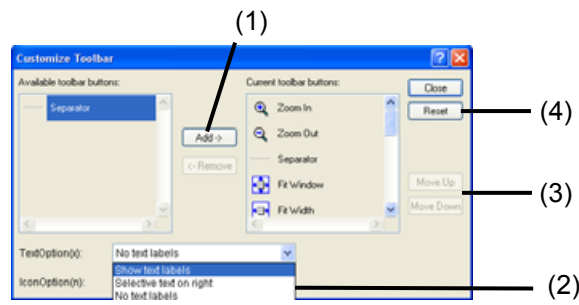 (1)
Customize Toolbar
Available toolbar buttons:
Current toolbar buttons:
Close
Separator
Zoom In
Reset
(4)
Add ->
Zoom Out
<- Remove
Separator
Fit Window
Move Up
(3)
Fit Width
Move Down
TextOption(x):
No text labels
Show text labels
IconOption(n):
Selective text on right
(2)
No text labels